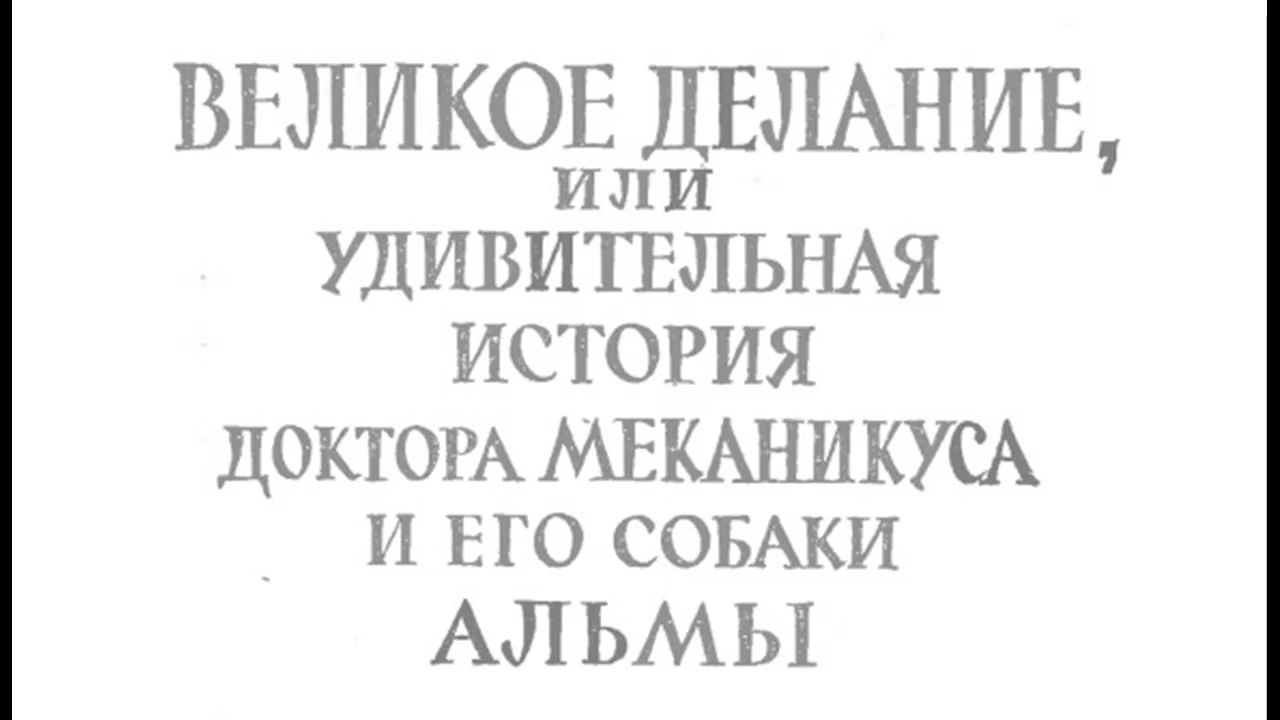 ВЕЛИКОЕ ДЕЛАНИЕ,
ИЛИ
УДИВИТЕЛЬНАЯ
ИСТОРИЯ
ДОКТОРА МЕКАНИКУСА
И ЕГО СОБАКИ
АЛЬМЫ